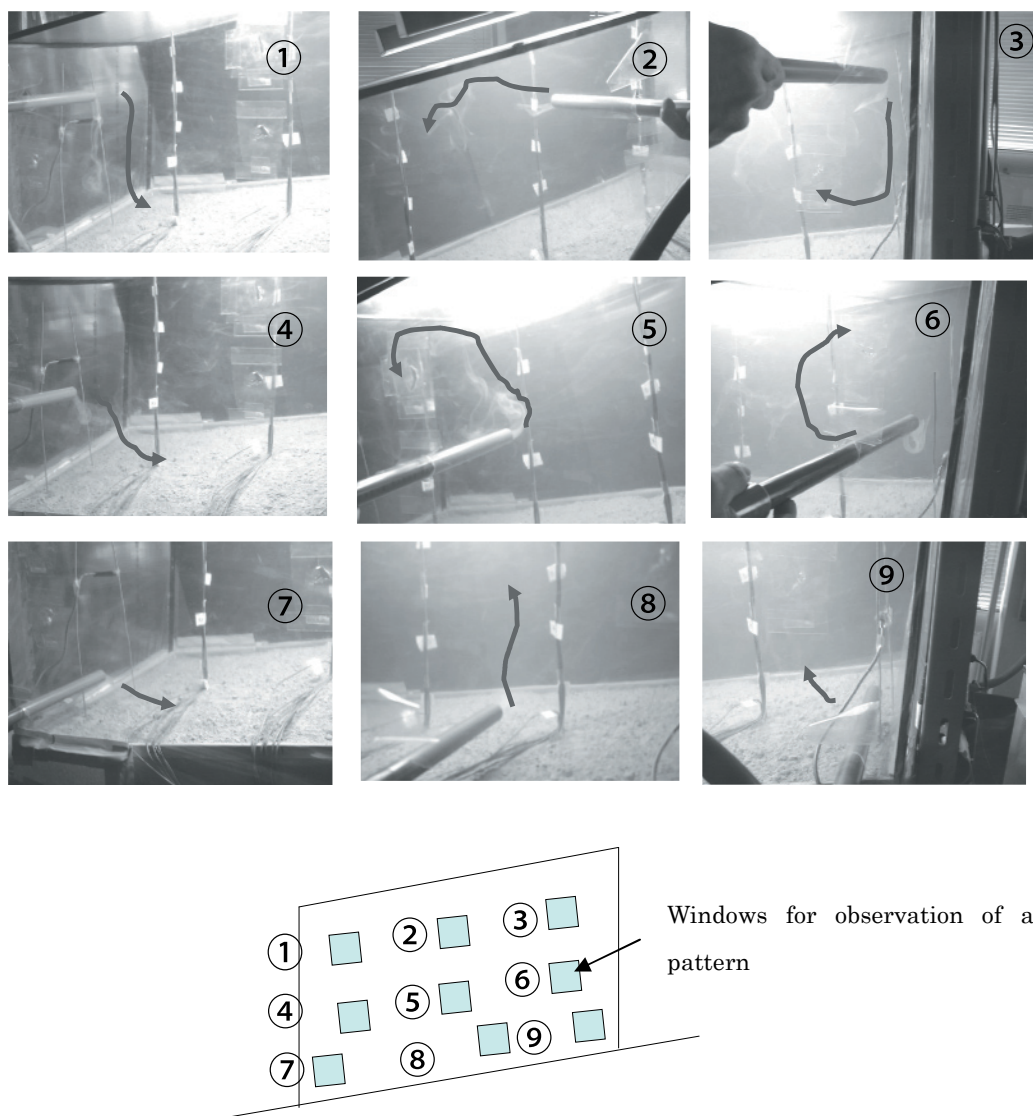 ①
②
③
④
⑤
⑥
⑦
⑧
⑨
① ② ③
Windows for observation of a
pattern
④ ⑤ ⑥
⑦ ⑧ ⑨